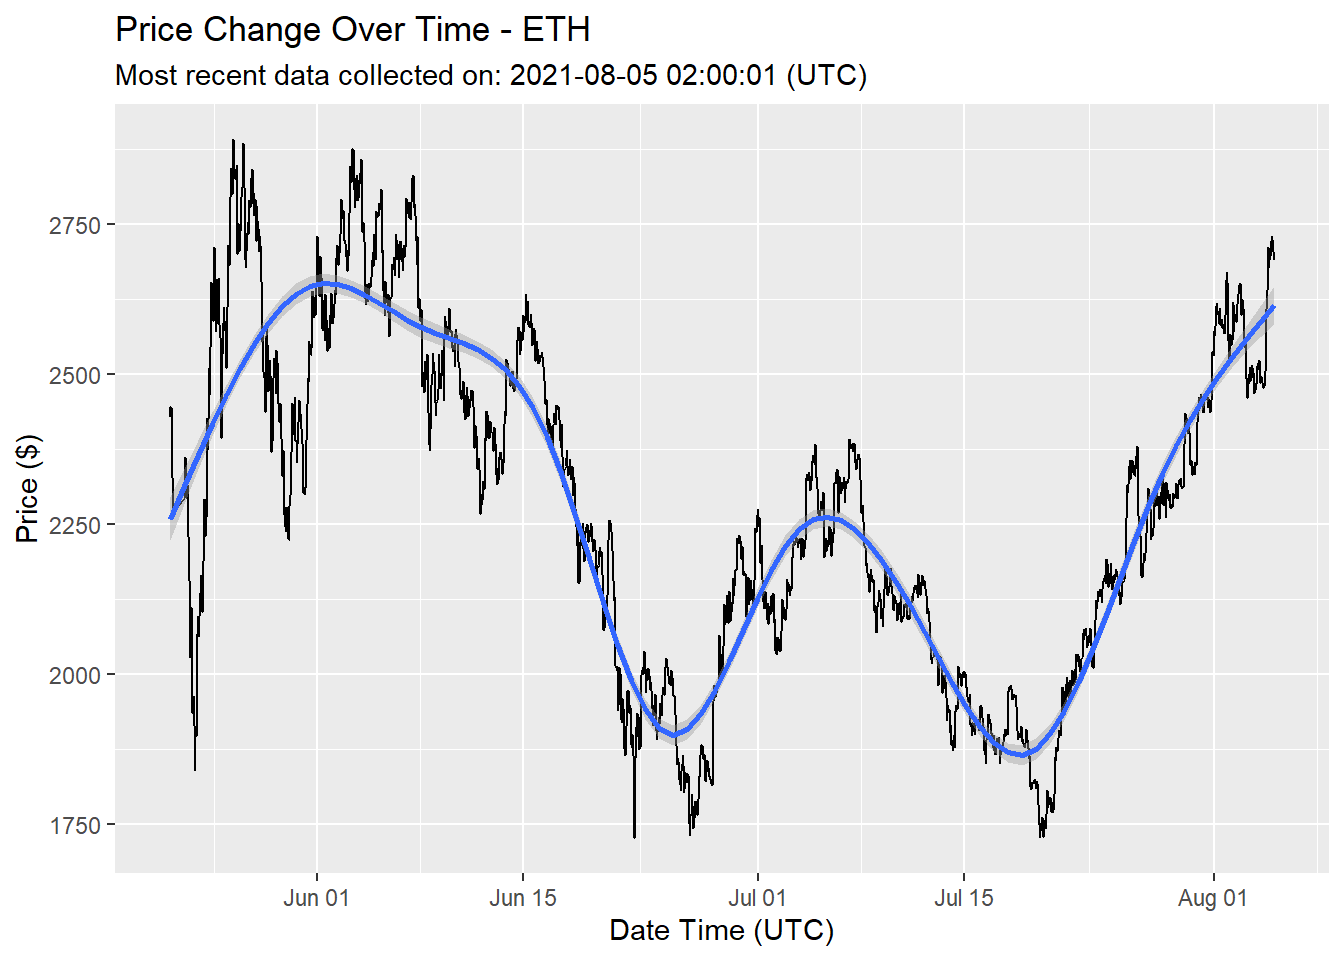 Price Change Over Time - ETH
Most recent data collected on: 2021-08-05 02:00:01 (UTC)
Price ($)
2750
2500
2250
2000
1750
Jun 01
Jun 15
Jul 01
Jul 15
Aug 01
Date Time (UTC)